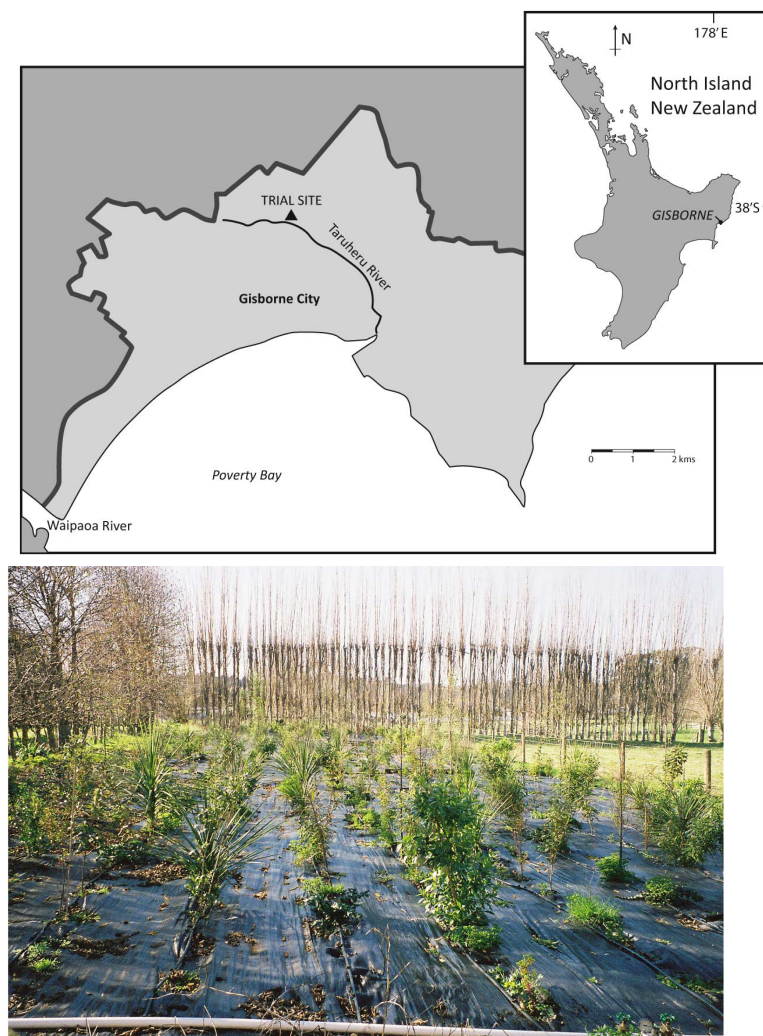 178' E
N
North Island
New Zealand
GISBORNE
38'S
TRIAL SITE
Taruheru River
Gisborne City
Poverty Bay
0 1 2 kms
Waipaoa River